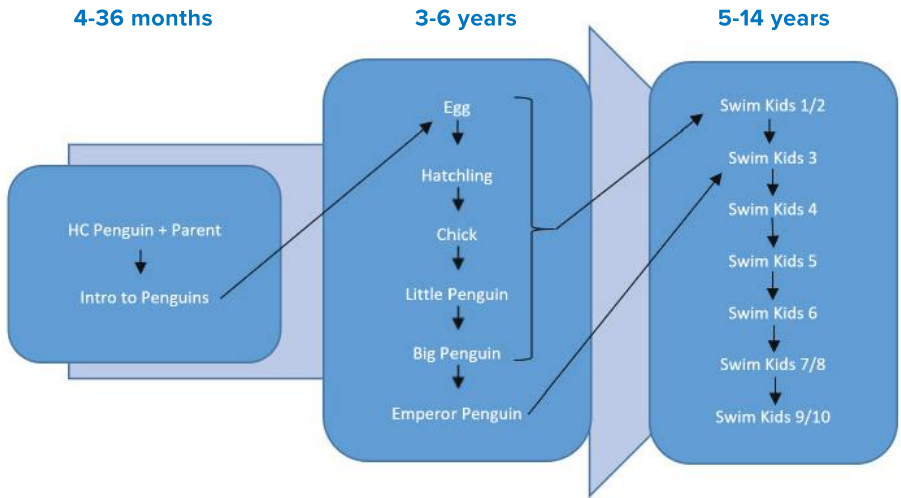 4-36 months
3-6 years
5-14 years
HC Penguin + Parent
Intro to Penguins
Egg
Hatchling
Chick
Little Penguin
Big Penguin
Emperor Penguin
Swim Kids 1/2
Swim Kids 3
Swim Kids 4
Swim Kids 5
Swim Kids 6
Swim Kids 7/8
Swim Kids 9/10